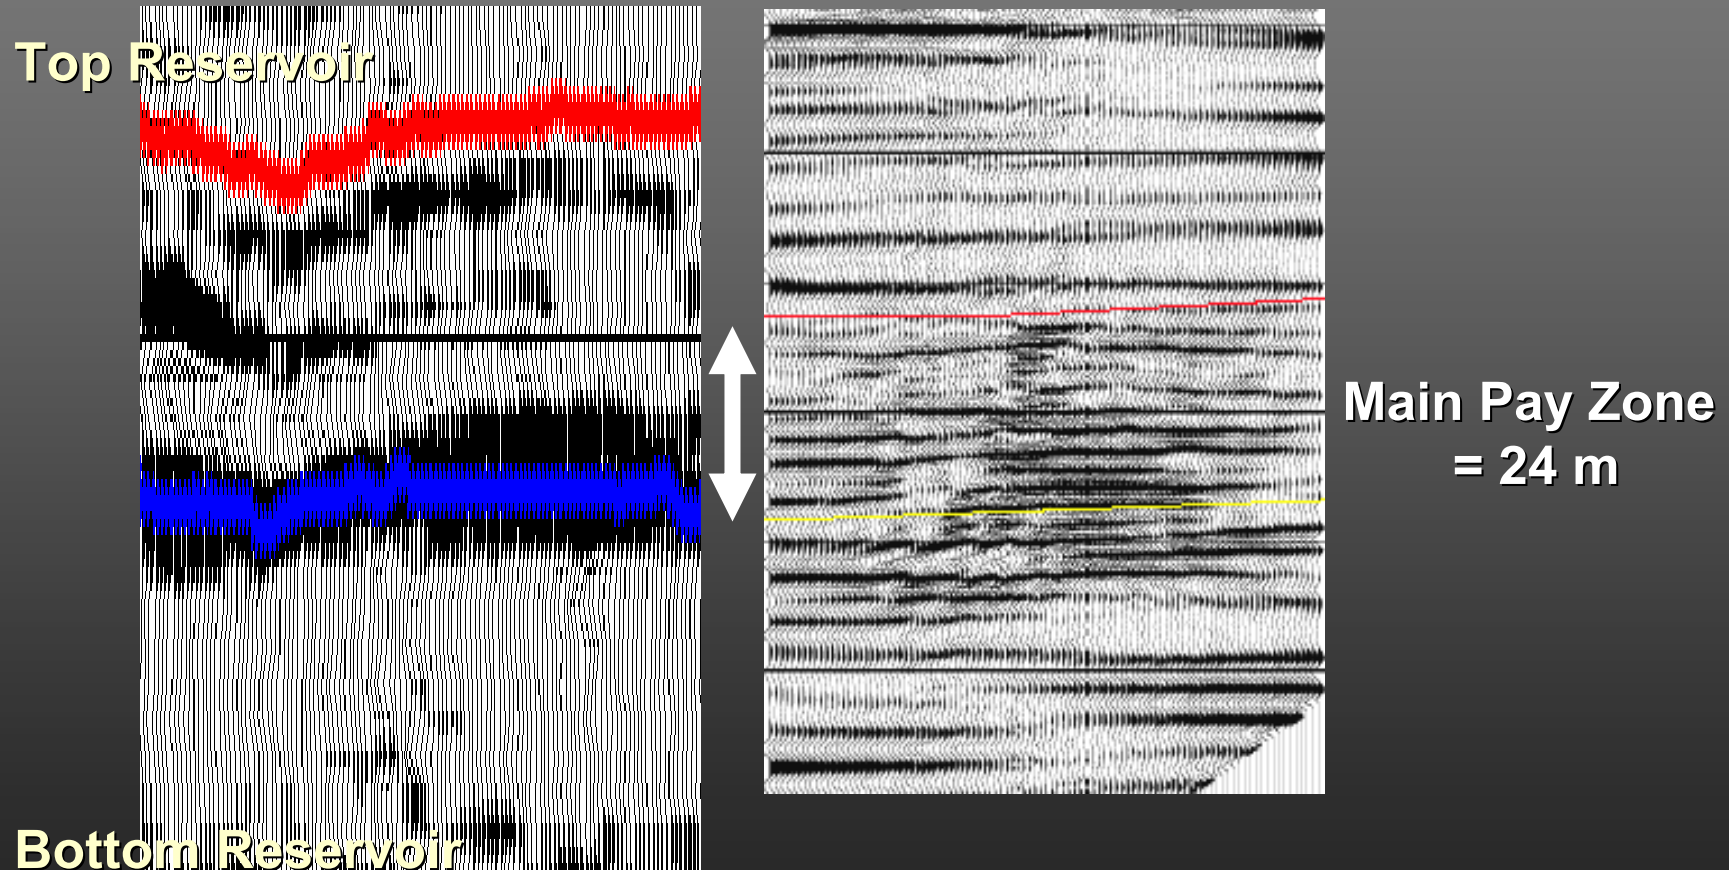 Top Reservoir
Main Pay Zone
= 24 m
Bottom Reservoir